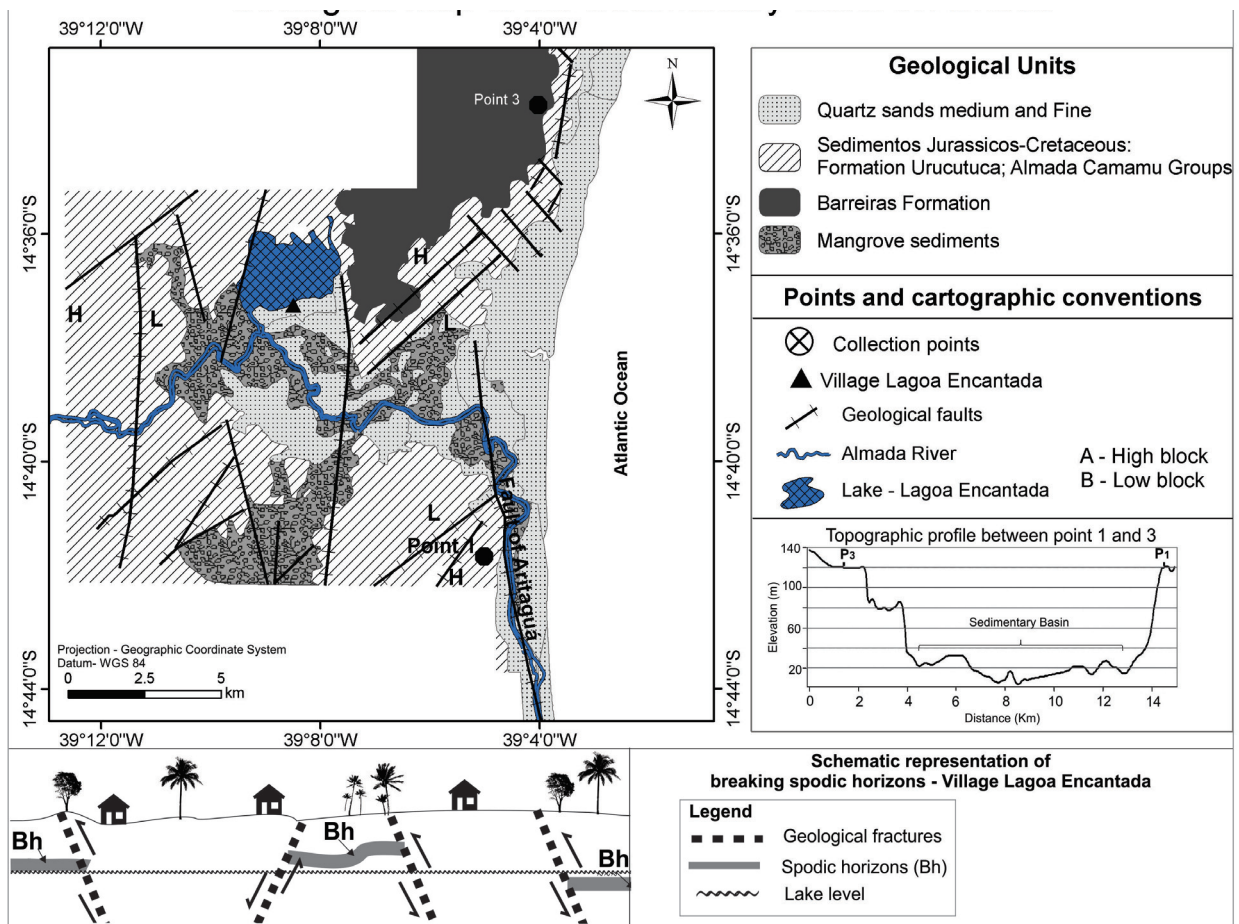 39°12'0"W
39°8'0"W
39°4'0"W
N
Point 3
14°36'0"S
14°36'0"S
H
H
L
L
14°40'0"S
14°40'0"S
Atlantic Ocean
Fault of Aritaguá
L
Point 1
H
Projection - Geographic Coordinate System
Datum- WGS 84
0 2.5 5
km
14°44'0"S
14°44'0"S
39°12'0"W
39°8'0"W
39°4'0"W
Geological Units
Quartz sands medium and Fine
Sedimentos Jurassicos-Cretaceous:
Formation Urucutuca; Almada Camamu Groups
Barreiras Formation
Mangrove sediments
Points and cartographic conventions
Collection points
Village Lagoa Encantada
Geological faults
Almada River
Lake - Lagoa Encantada
A - High block
B - Low block
Topographic profile between point 1 and 3
140
100
60
20
Elevation (m)
P3
P1
Sedimentary Basin
0 2 4 6 8 10 12 14
Distance (Km)
Bh
Bh
Bh
Schematic representation of
breaking spodic horizons - Village Lagoa Encantada
Legend
Geological fractures
Spodic horizons (Bh)
Lake level